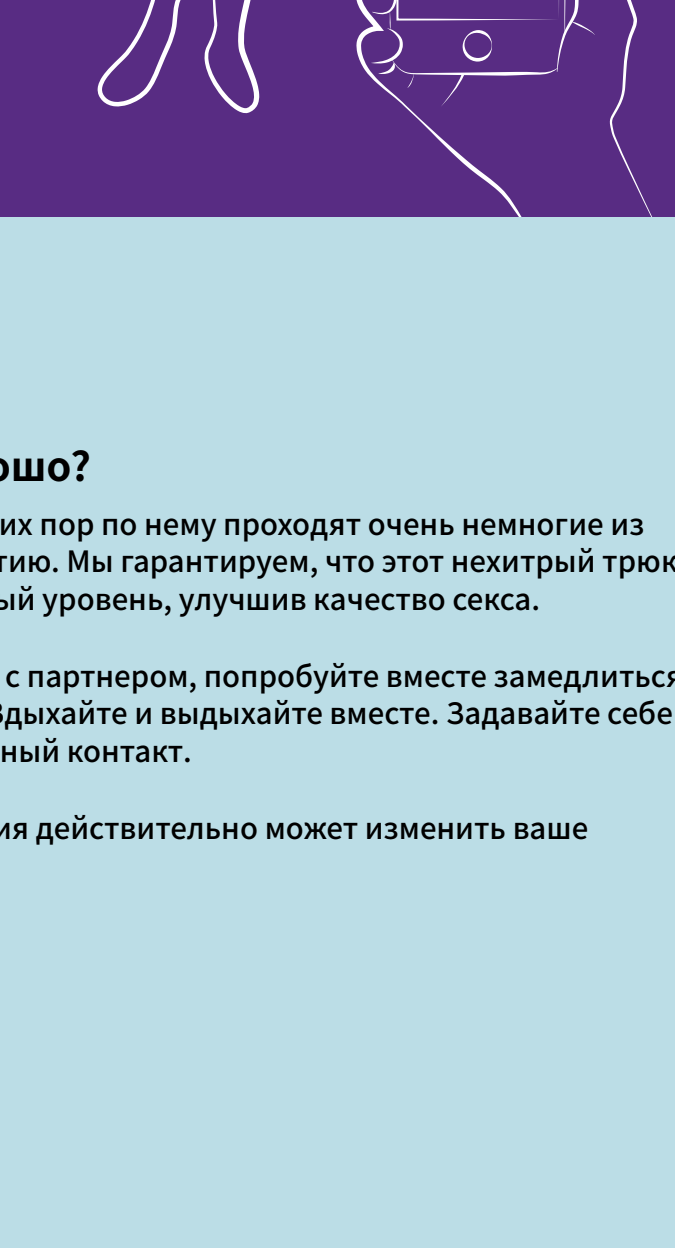 ошо?
их пор по нему проходят очень немногие из
тию. Мы гарантируем, что этот нехитрый трюк
ый уровень, улучшив качество секса.
с партнером, попробуйте вместе замедлиться
Вдыхайте и выдыхайте вместе. Задавайте себе
ный контакт.
ия действительно может изменить ваше